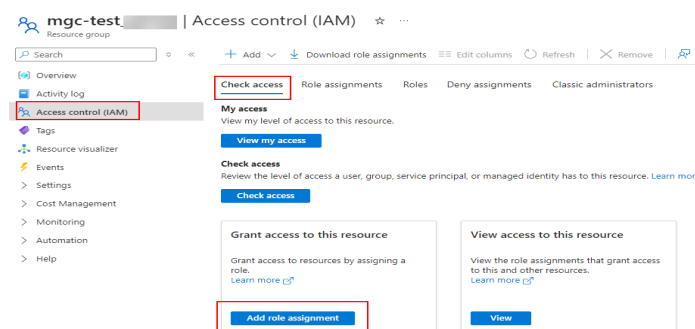 mgc-test_ | Access control (IAM)
Resource group
Search
Add
Download role assignments
Edit columns
Refresh
Remove
Overview
Activity log
Access control (IAM)
Tags
Resource visualizer
Events
Settings
Cost Management
Monitoring
Automation
Help
Check access
Role assignments
Roles
Deny assignments
Classic administrators
My access
View my level of access to this resource.
View my access
Check access
Review the level of access a user, group, service principal, or managed identity has to this resource. Learn mor
Check access
Grant access to this resource
Grant access to resources by assigning a
role.
Learn more
Add role assignment
View access to this resource
View the role assignments that grant access
to this and other resources.
Learn more
View